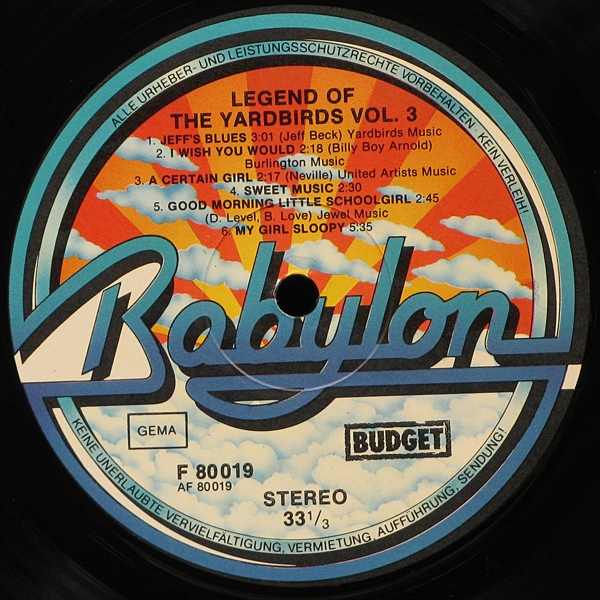 ALLE URHEBER- UND LEISTUNGSSCHUTZRECHTE VORBEHALTEN · KEIN VERLEIH!
LEGEND OF
THE YARDBIRDS VOL. 3
1. JEFF'S BLUES 3:01 (Jeff Beck) Yardbirds Music
2. I WISH YOU WOULD 2:18 (Billy Boy Arnold)
Burlington Music
3. A CERTAIN GIRL 2:17 (Neville) United Artists Music
4. SWEET MUSIC 2:30
5. GOOD MORNING LITTLE SCHOOLGIRL 2:45
(D. Level, B. Love) Jewel Music
6. MY GIRL SLOOPY 5:35
Babylon
GEMA
BUDGET
F 80019
AF 80019
STEREO
33 1/3
KEINE UNERLAUBTE VERVIELFÄLTIGUNG, VERMIETUNG, AUFFÜHRUNG, SENDUNG!